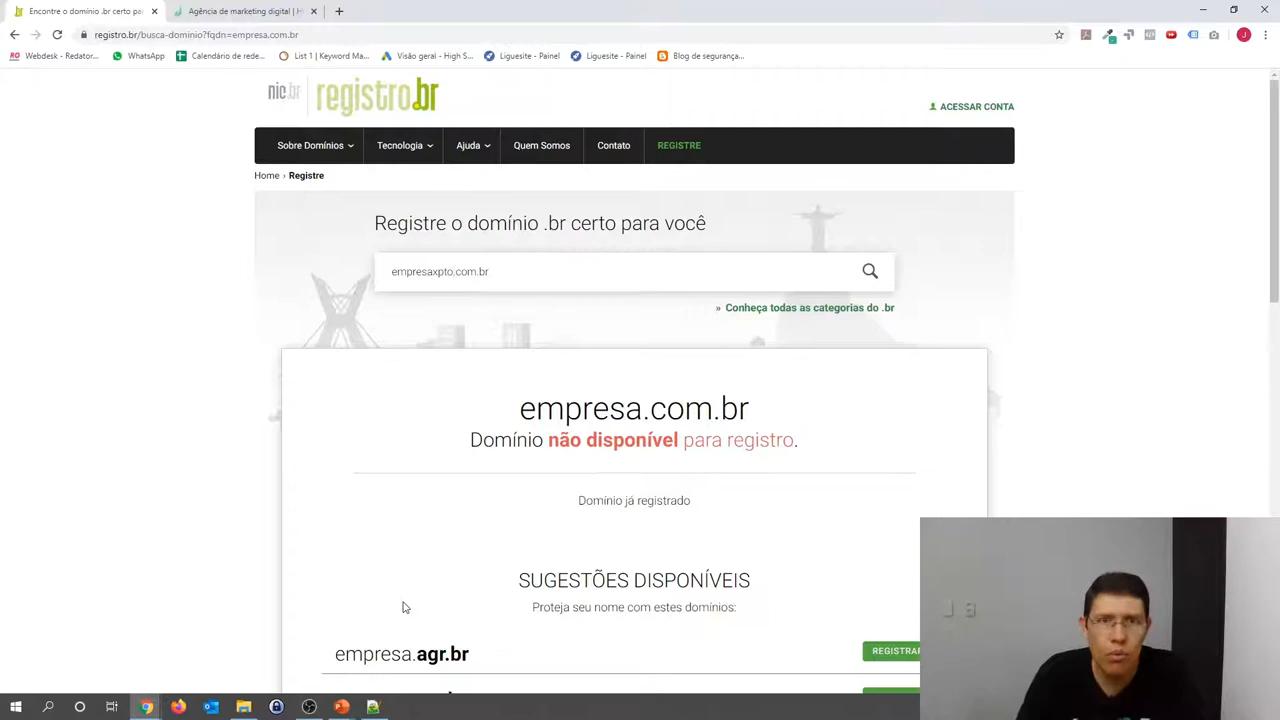 Encontre o domínio .br certo par
Agência de marketing digital | H
registro.br/busca-dominio?fqdn=empresa.com.br
Webdesk - Redator...
WhatsApp
Calendário de rede...
List 1 | Keyword Ma...
Visão geral - High S...
Liguesite - Painel
Liguesite - Painel
Blog de segurança...
nic.br
registro.br
ACESSAR CONTA
Sobre Domínios
Tecnologia
Ajuda
Quem Somos
Contato
REGISTRE
Home › Registre
Registre o domínio .br certo para você
empresaxpto.com.br
» Conheça todas as categorias do .br
empresa.com.br
Domínio não disponível para registro.
Domínio já registrado
SUGESTÕES DISPONÍVEIS
Proteja seu nome com estes domínios:
empresa.agr.br
REGISTRAR